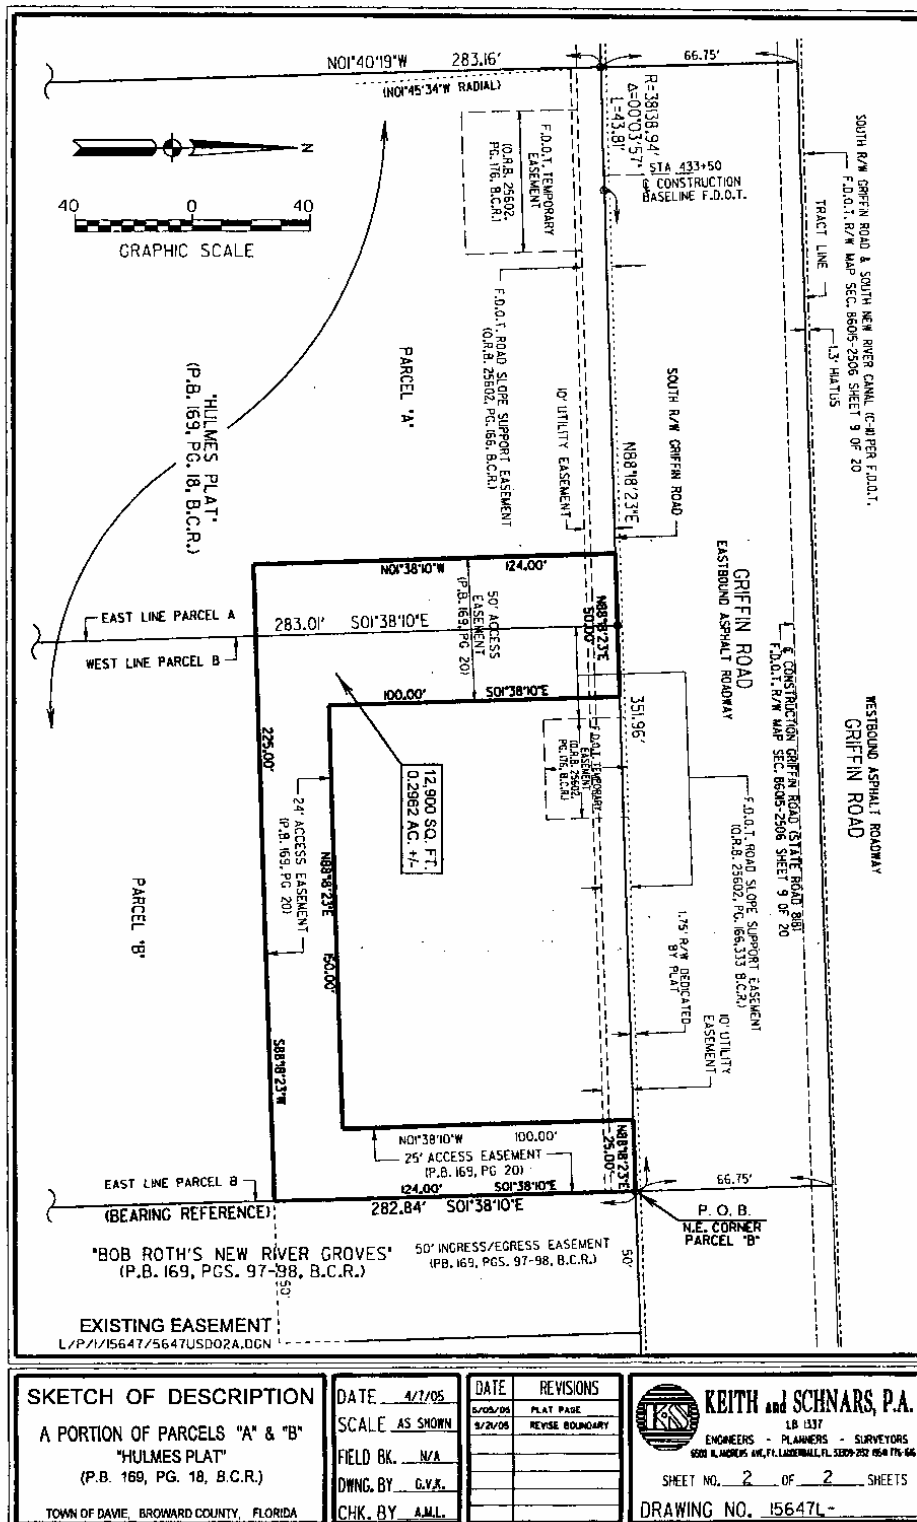 N01°40'19"W 283.16'
(N01°45'34"W RADIAL)
66.75'
R=38138.94'
Δ=00°03'57"
L=43.81'
STA 433+50
℄ CONSTRUCTION
BASELINE F.D.O.T.
SOUTH R/W GRIFFIN ROAD & SOUTH NEW RIVER CANAL (C-11) PER F.D.O.T.
F.D.O.T. R/W MAP SEC. 86015-2506 SHEET 9 OF 20
TRACT LINE
1.3' HIATUS
N
40 0 40
GRAPHIC SCALE
F.D.O.T. TEMPORARY
EASEMENT
(O.R.B. 25602,
PG. 176, B.C.R.)
F.D.O.T. ROAD SLOPE SUPPORT EASEMENT
(O.R.B. 25602, PG. 166, B.C.R.)
10' UTILITY EASEMENT
SOUTH R/W GRIFFIN ROAD
N88°18'23"E
PARCEL "A"
"HULMES PLAT"
(P.B. 169, PG. 18, B.C.R.)
GRIFFIN ROAD
EASTBOUND ASPHALT ROADWAY
℄ CONSTRUCTION GRIFFIN ROAD (STATE ROAD 818)
F.D.O.T. R/W MAP SEC. 86015-2506 SHEET 9 OF 20
WESTBOUND ASPHALT ROADWAY
GRIFFIN ROAD
N01°38'10"W 124.00'
50' ACCESS
EASEMENT
(P.B. 169, PG 20)
N88°18'23"E
50.00'
EAST LINE PARCEL A
283.01' S01°38'10"E
WEST LINE PARCEL B
100.00' S01°38'10"E
351.96'
F.D.O.T. TEMPORARY
EASEMENT
(O.R.B. 25602,
PG. 176, B.C.R.)
225.00'
12,900 SQ. FT.
0.2962 AC. +/-
24' ACCESS EASEMENT
(P.B. 169, PG 20)
N88°18'23"E
150.00'
F.D.O.T. ROAD SLOPE SUPPORT EASEMENT
(O.R.B. 25602, PG. 166,333 B.C.R.)
1.75' R/W DEDICATED
BY PLAT
10' UTILITY
EASEMENT
PARCEL "B"
S88°18'23"W
N01°38'10"W 100.00'
25' ACCESS EASEMENT
(P.B. 169, PG 20)
N88°18'23"E
25.00'
EAST LINE PARCEL B
(BEARING REFERENCE)
124.00' S01°38'10"E
282.84' S01°38'10"E
66.75'
P. O. B.
N.E. CORNER
PARCEL "B"
"BOB ROTH'S NEW RIVER GROVES"
(P.B. 169, PGS. 97-98, B.C.R.)
50' INGRESS/EGRESS EASEMENT
(PB. 169, PGS. 97-98, B.C.R.)
50'
50'
EXISTING EASEMENT
L/P/1/15647/5647USD02A.DGN
SKETCH OF DESCRIPTION
A PORTION OF PARCELS "A" & "B"
"HULMES PLAT"
(P.B. 169, PG. 18, B.C.R.)
TOWN OF DAVIE, BROWARD COUNTY, FLORIDA
DATE 4/7/05
SCALE AS SHOWN
FIELD BK. N/A
DWNG. BY G.V.K.
CHK. BY A.M.L.
DATE REVISIONS
5/05/05 PLAT PAGE
9/21/05 REVISE BOUNDARY
KS
KEITH and SCHNARS, P.A.
LB 1337
ENGINEERS - PLANNERS - SURVEYORS
SHEET NO. 2 OF 2 SHEETS
DRAWING NO. 15647L-